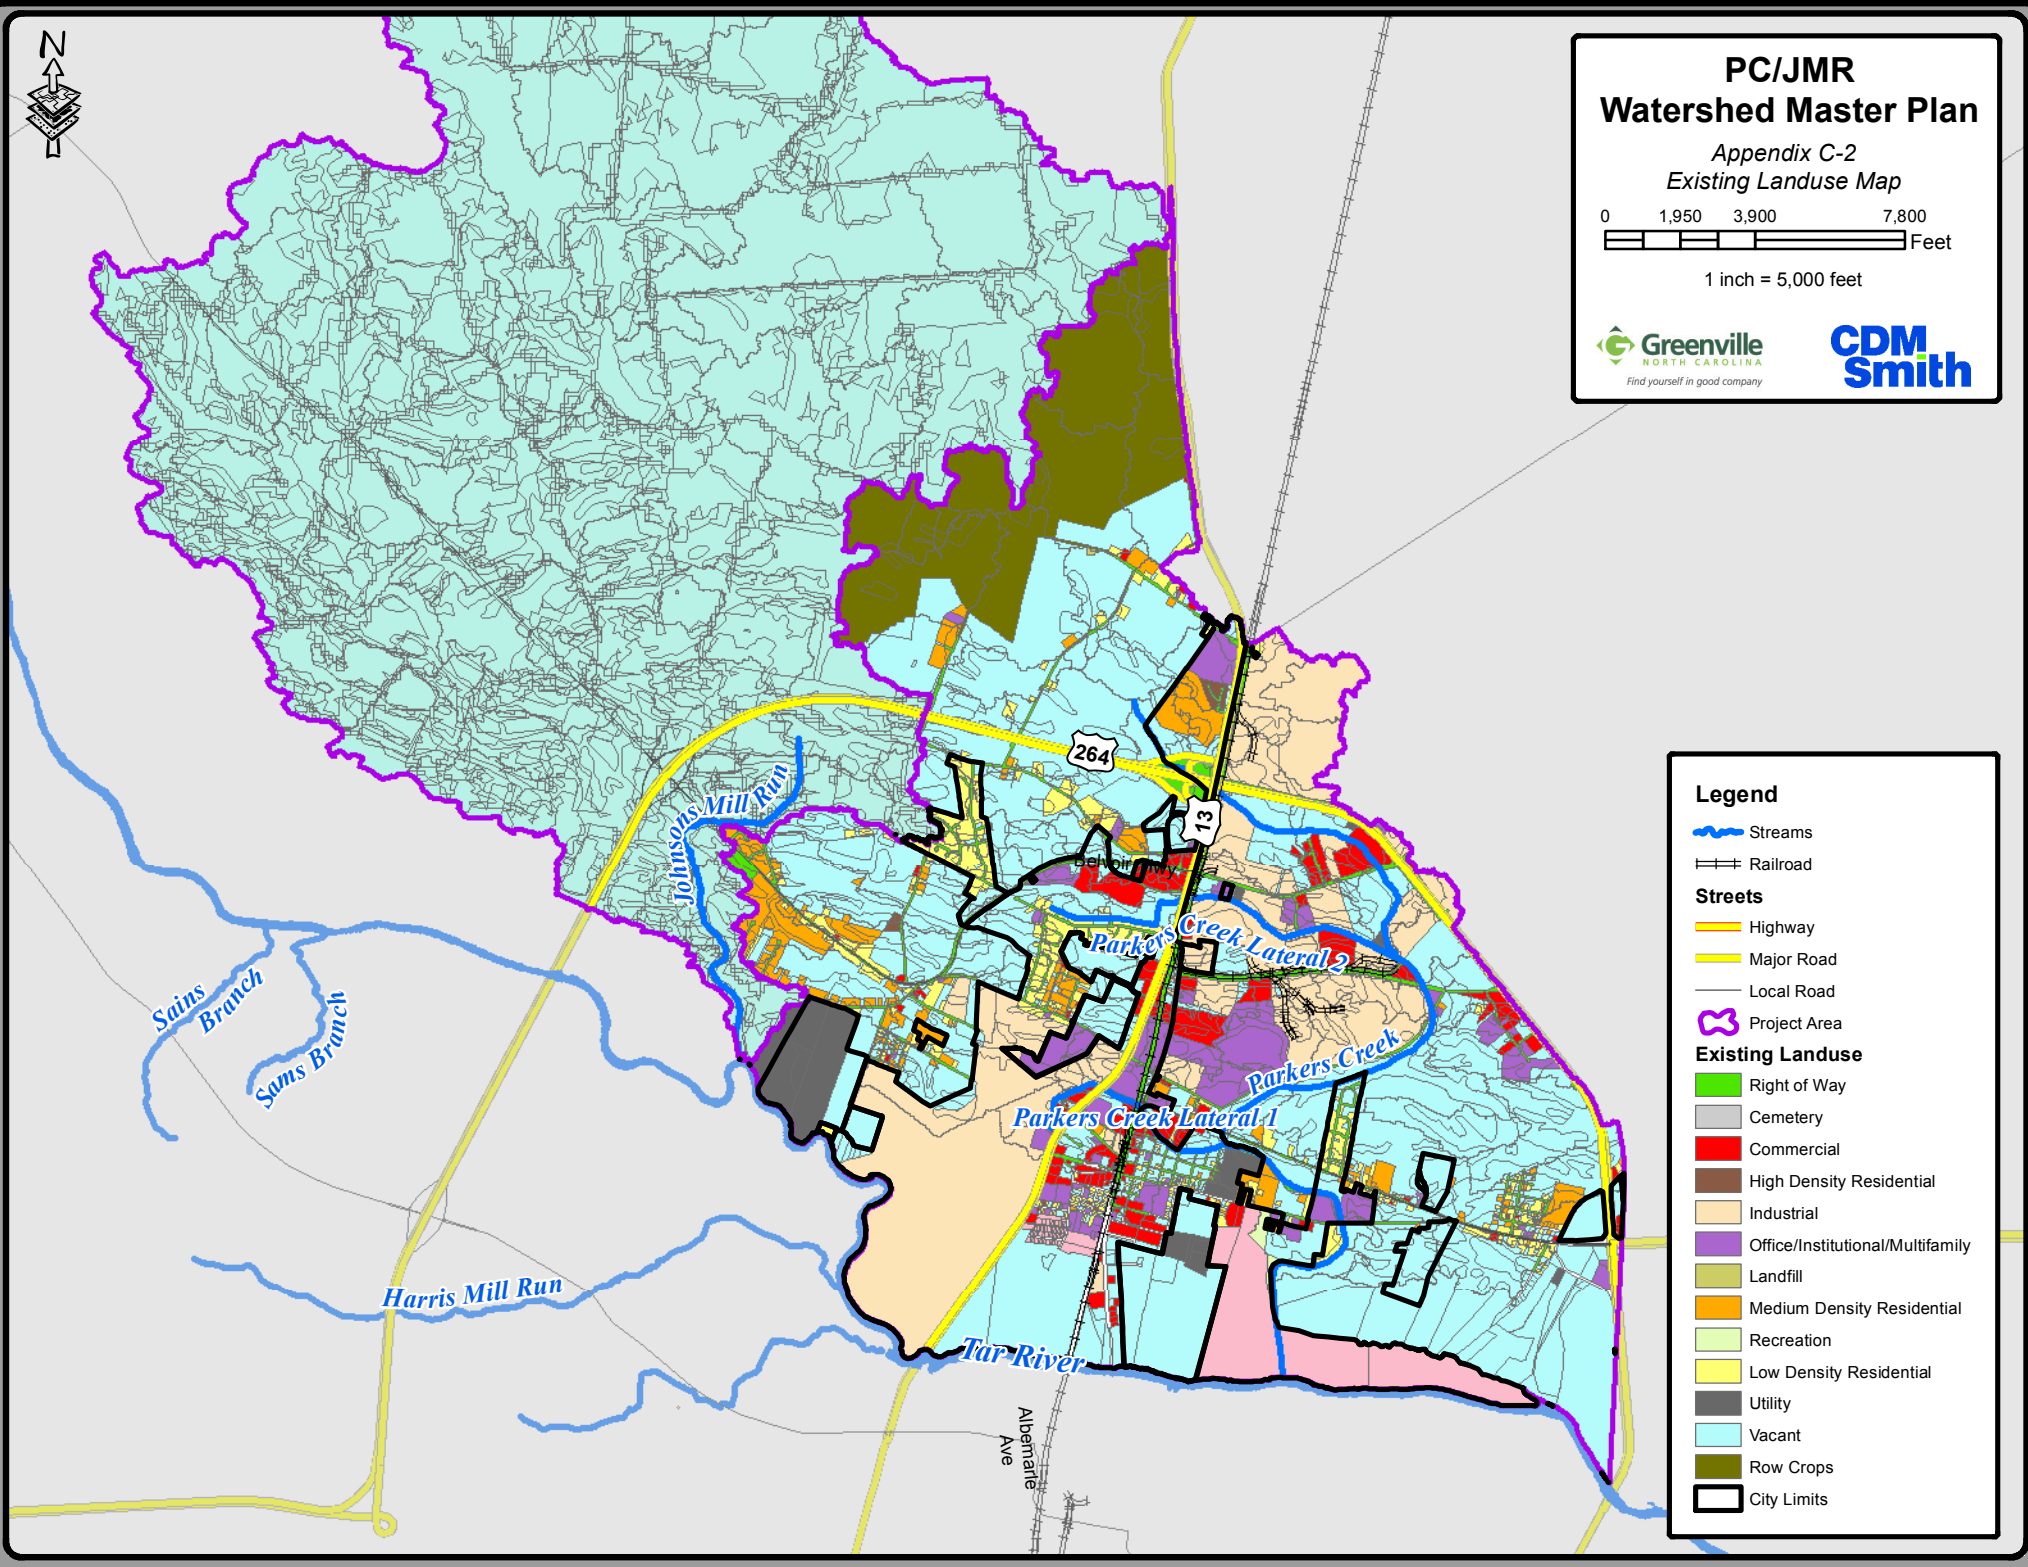 N
PC/JMR
Watershed Master Plan
Appendix C-2
Existing Landuse Map
0 1,950 3,900 7,800
Feet
1 inch = 5,000 feet
Greenville
NORTH CAROLINA
Find yourself in good company
CDM
Smith
264
13
Belvoir Hwy
Johnsons Mill Run
Parkers Creek Lateral 2
Parkers Creek
Parkers Creek Lateral 1
Sains
Branch
Sams Branch
Harris Mill Run
Tar River
Albemarle
Ave
Legend
Streams
Railroad
Streets
Highway
Major Road
Local Road
Project Area
Existing Landuse
Right of Way
Cemetery
Commercial
High Density Residential
Industrial
Office/Institutional/Multifamily
Landfill
Medium Density Residential
Recreation
Low Density Residential
Utility
Vacant
Row Crops
City Limits